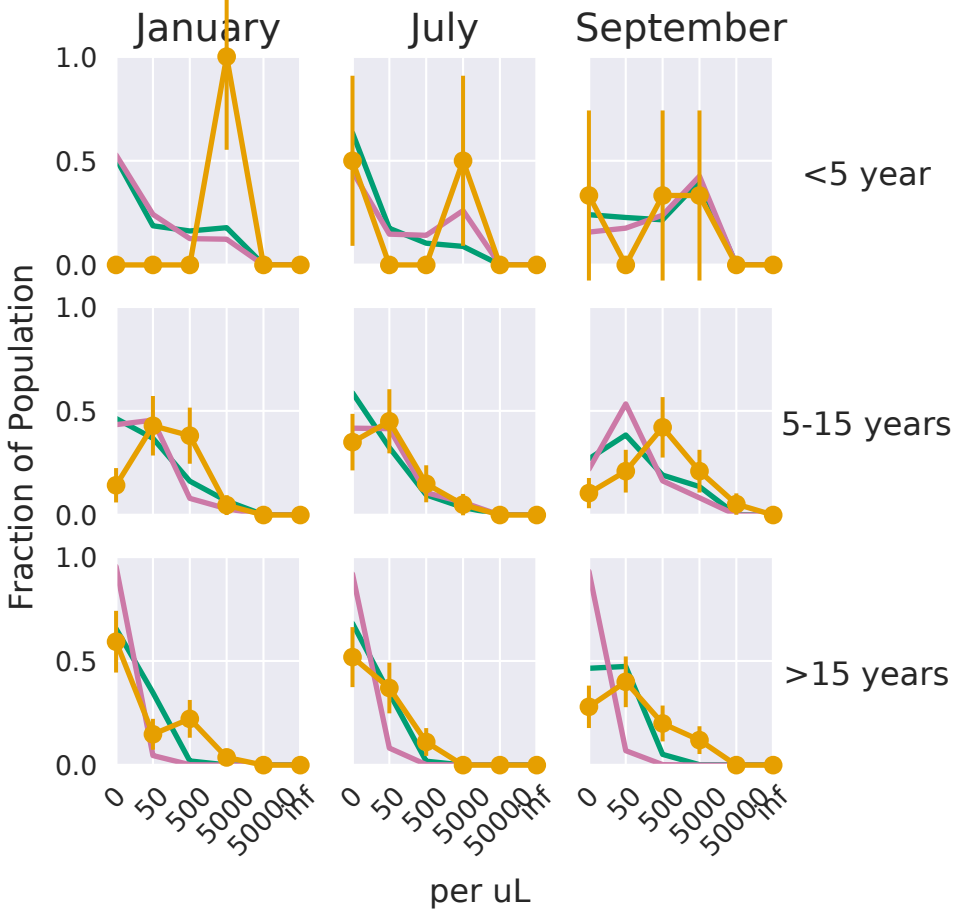 January July September
1.0
0.5
0.0
<5 year
1.0
0.5
0.0
5-15 years
1.0
0.5
0.0
>15 years
Fraction of Population
0 50 500 5000 50000 inf
0 50 500 5000 50000 inf
0 50 500 5000 50000 inf
per uL